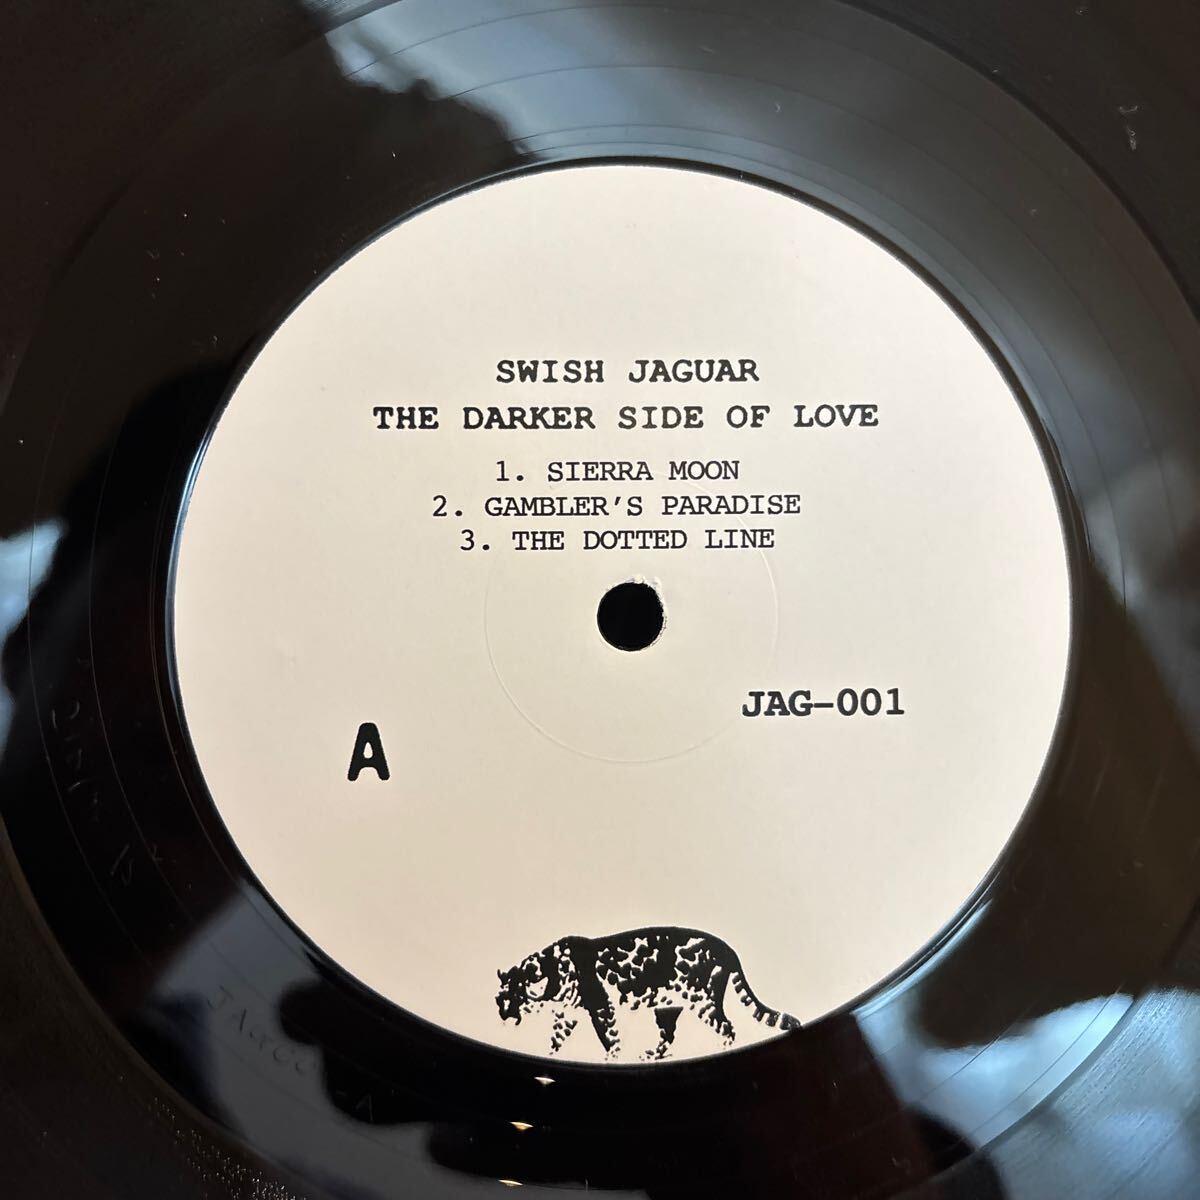 SWISH JAGUAR
THE DARKER SIDE OF LOVE
1. SIERRA MOON
2. GAMBLER'S PARADISE
3. THE DOTTED LINE
JAG-001
A